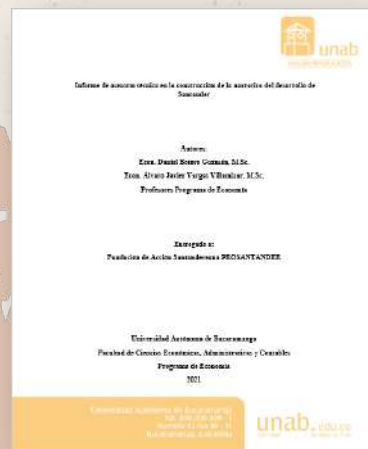 unab
Informe de asesoría técnica en la construcción de la narrativa del desarrollo de
Santander
Autores:
Econ. Daniel Botero Guzmán, M.Sc.
Econ. Álvaro Javier Vargas Villamizar, M.Sc.
Profesores Programa de Economía
Entregado a:
Fundación de Acción Santandereana PROSANTANDER
Universidad Autónoma de Bucaramanga
Facultad de Ciencias Económicas, Administrativas y Contables
Programa de Economía
2021
Universidad Autónoma de Bucaramanga
Bucaramanga, Colombia
unab.edu.co